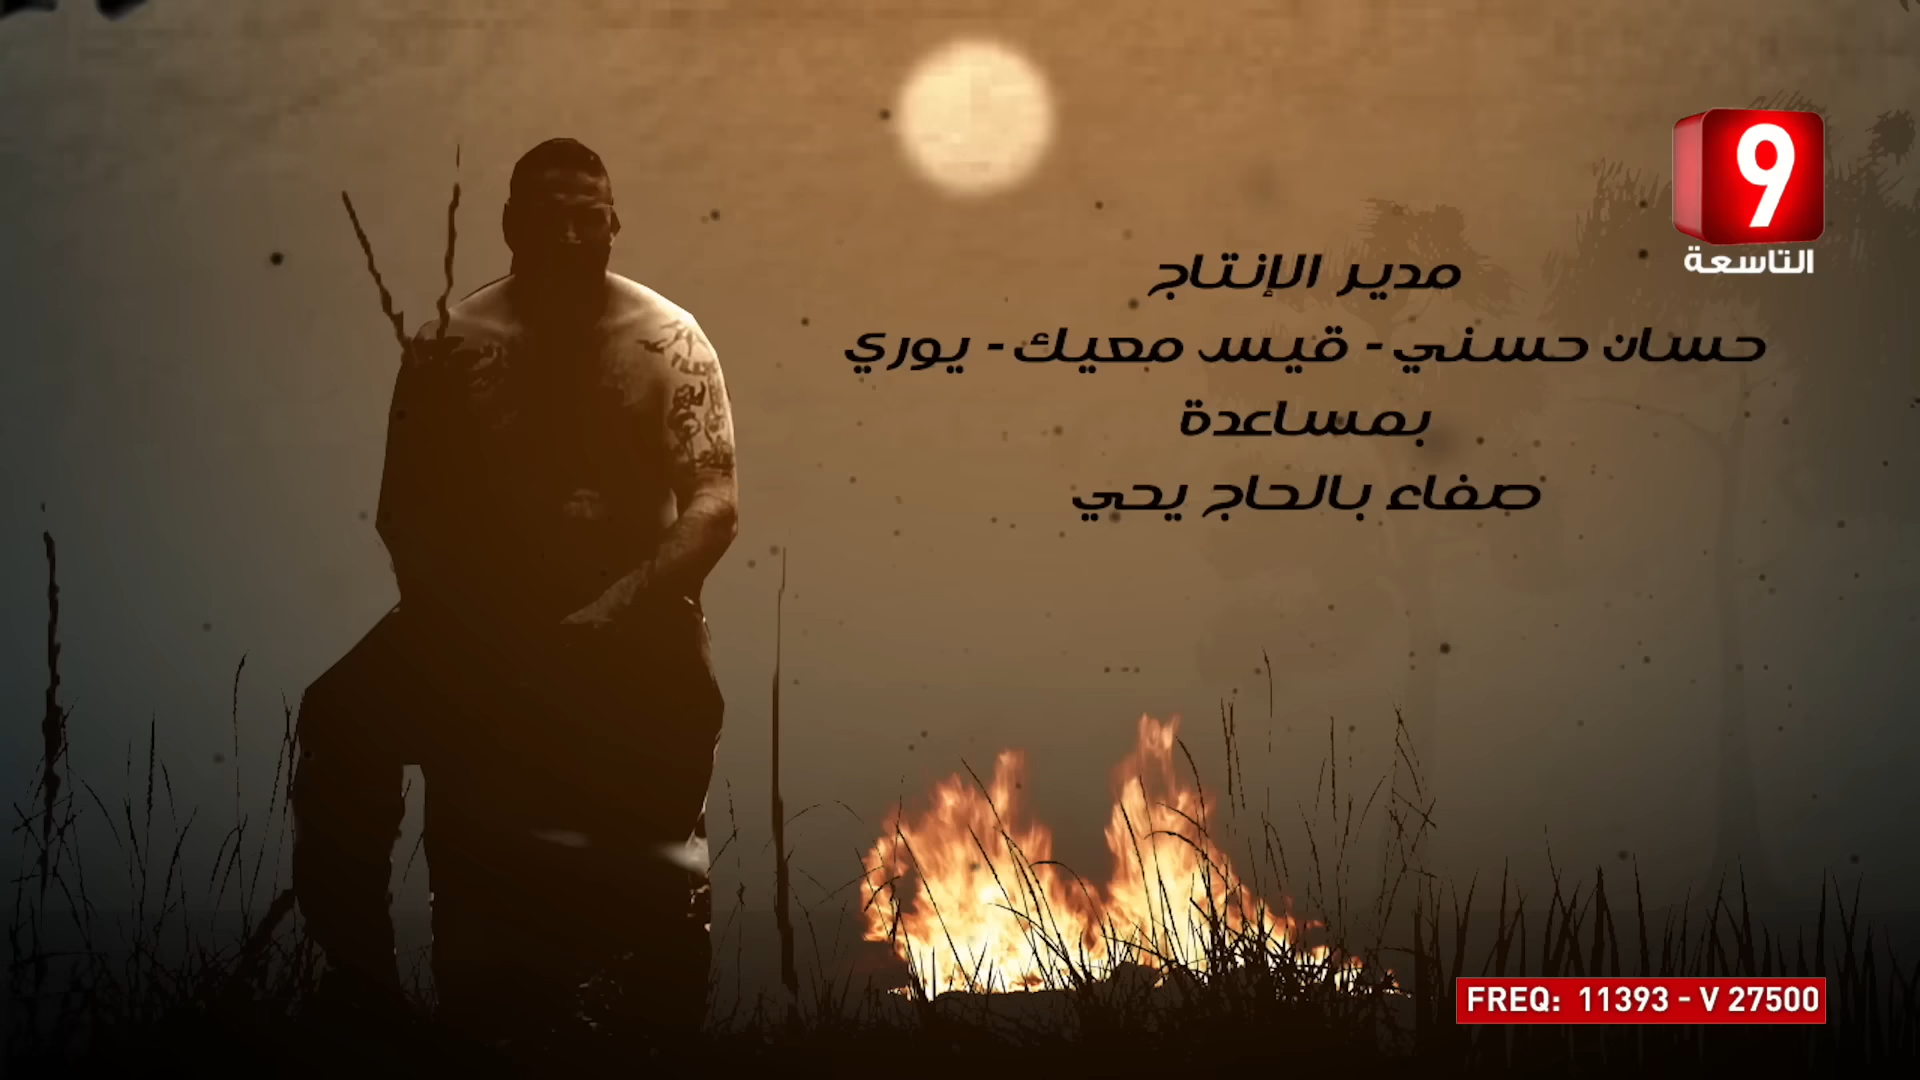 9
التاسعة
مدير الإنتاج
حسان حسني - قيس معيك - يوري
بمساعدة
صفاء بالحاج يحي
FREQ: 11393 - V 27500